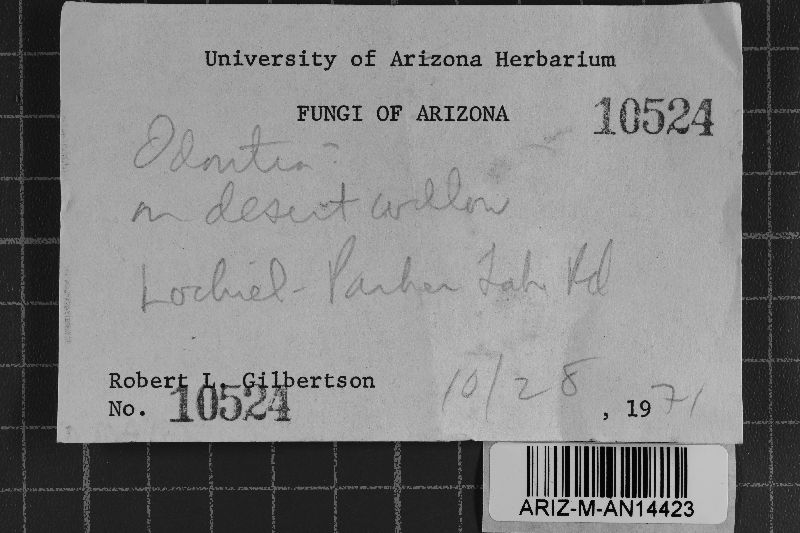 University of Arizona Herbarium
FUNGI OF ARIZONA
10524
Odontia -
on desert willow
Lochiel - Parker Lake Rd
Robert L. Gilbertson
No. 10524
10/28, 1971
ARIZ-M-AN14423